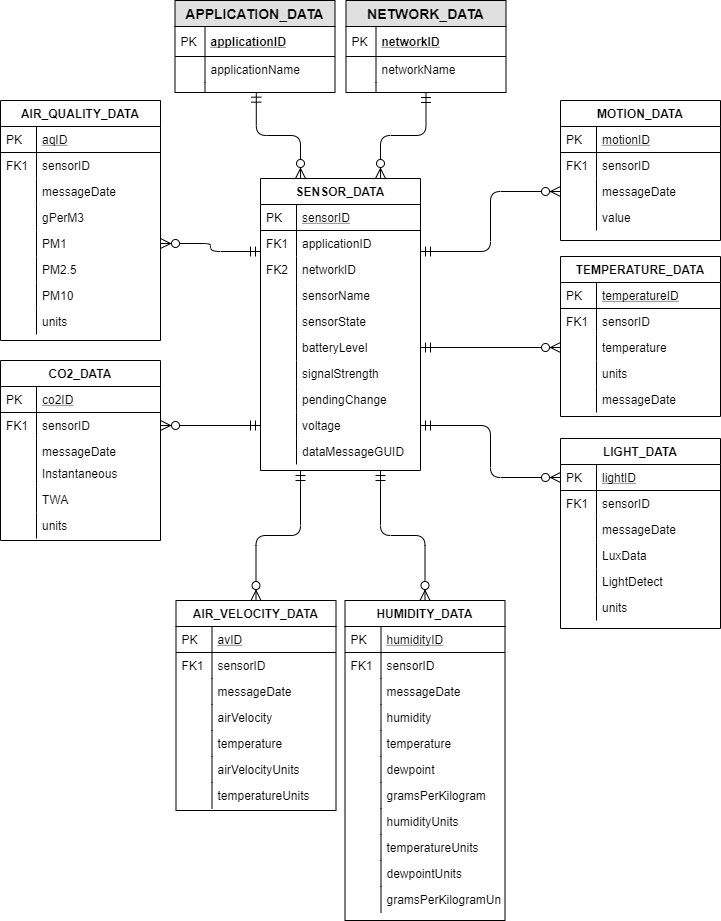 APPLICATION_DATA
PK applicationID
applicationName
NETWORK_DATA
PK networkID
networkName
AIR_QUALITY_DATA
PK aqID
FK1 sensorID
messageDate
gPerM3
PM1
PM2.5
PM10
units
SENSOR_DATA
PK sensorID
FK1 applicationID
FK2 networkID
sensorName
sensorState
batteryLevel
signalStrength
pendingChange
voltage
dataMessageGUID
MOTION_DATA
PK motionID
FK1 sensorID
messageDate
value
TEMPERATURE_DATA
PK temperatureID
FK1 sensorID
temperature
units
messageDate
CO2_DATA
PK co2ID
FK1 sensorID
messageDate
Instantaneous
TWA
units
LIGHT_DATA
PK lightID
FK1 sensorID
messageDate
LuxData
LightDetect
units
AIR_VELOCITY_DATA
PK avID
FK1 sensorID
messageDate
airVelocity
temperature
airVelocityUnits
temperatureUnits
HUMIDITY_DATA
PK humidityID
FK1 sensorID
messageDate
humidity
temperature
dewpoint
gramsPerKilogram
humidityUnits
temperatureUnits
dewpointUnits
gramsPerKilogramUn